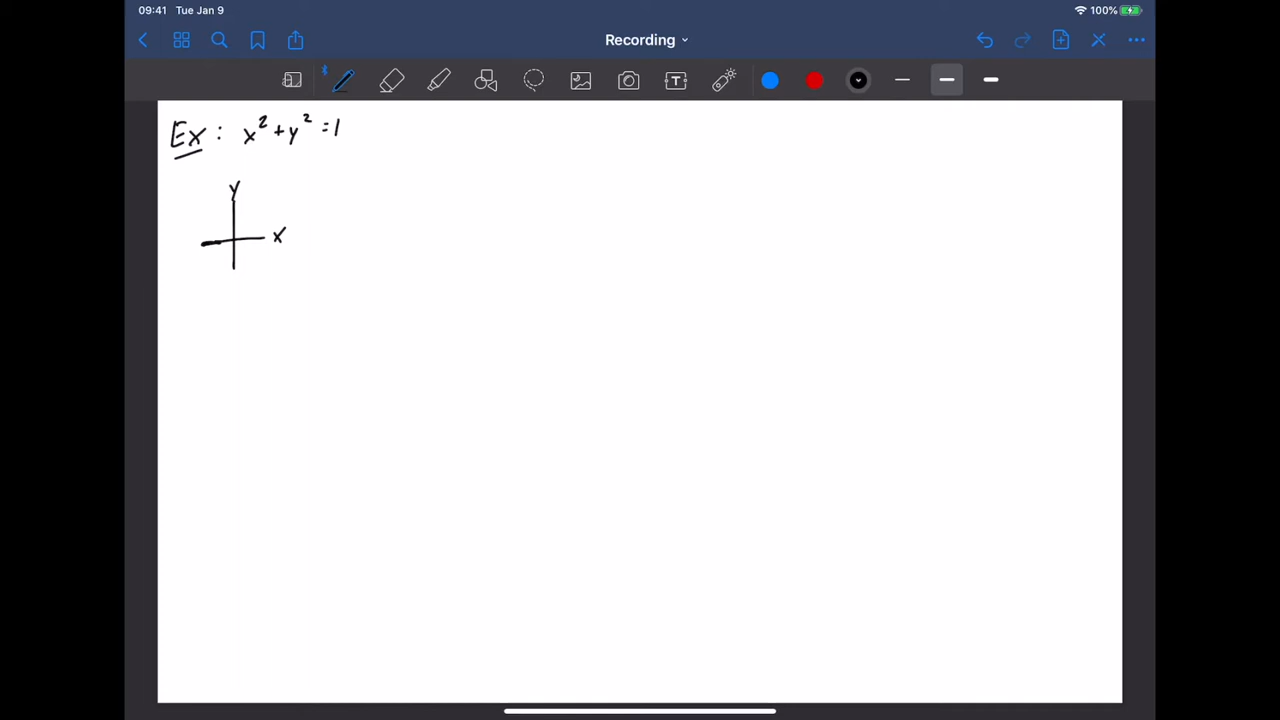 09:41 Tue Jan 9 100%
Recording
T
Ex: x² + y² = 1
y
x